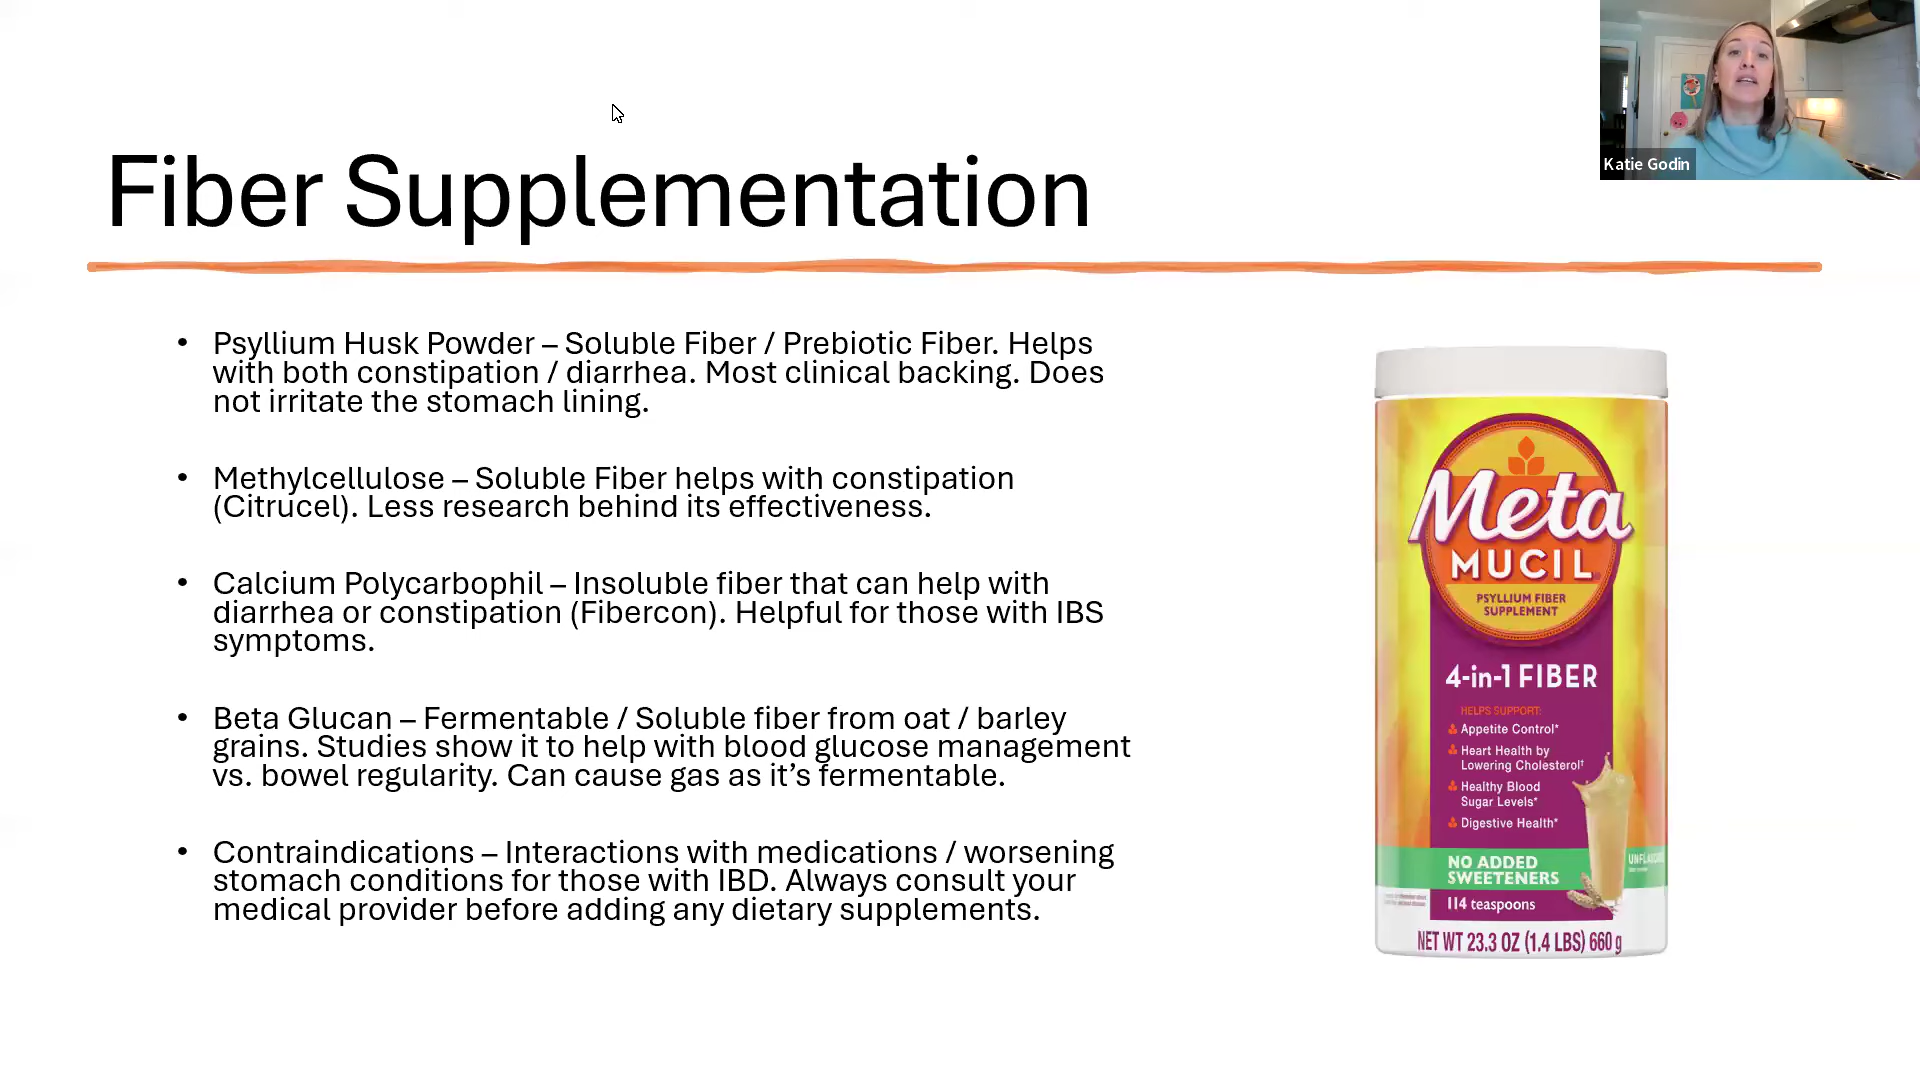 Katie Godin
Fiber Supplementation
• Psyllium Husk Powder – Soluble Fiber / Prebiotic Fiber. Helps
with both constipation / diarrhea. Most clinical backing. Does
not irritate the stomach lining.
• Methylcellulose – Soluble Fiber helps with constipation
(Citrucel). Less research behind its effectiveness.
• Calcium Polycarbophil – Insoluble fiber that can help with
diarrhea or constipation (Fibercon). Helpful for those with IBS
symptoms.
• Beta Glucan – Fermentable / Soluble fiber from oat / barley
grains. Studies show it to help with blood glucose management
vs. bowel regularity. Can cause gas as it’s fermentable.
• Contraindications – Interactions with medications / worsening
stomach conditions for those with IBD. Always consult your
medical provider before adding any dietary supplements.
Meta
MUCIL
PSYLLIUM FIBER
SUPPLEMENT
4-in-1 FIBER
HELPS SUPPORT:
Appetite Control*
Heart Health by
Lowering Cholesterol†
Healthy Blood
Sugar Levels*
Digestive Health*
NO ADDED
SWEETENERS
114 teaspoons
NET WT 23.3 OZ (1.4 LBS) 660 g